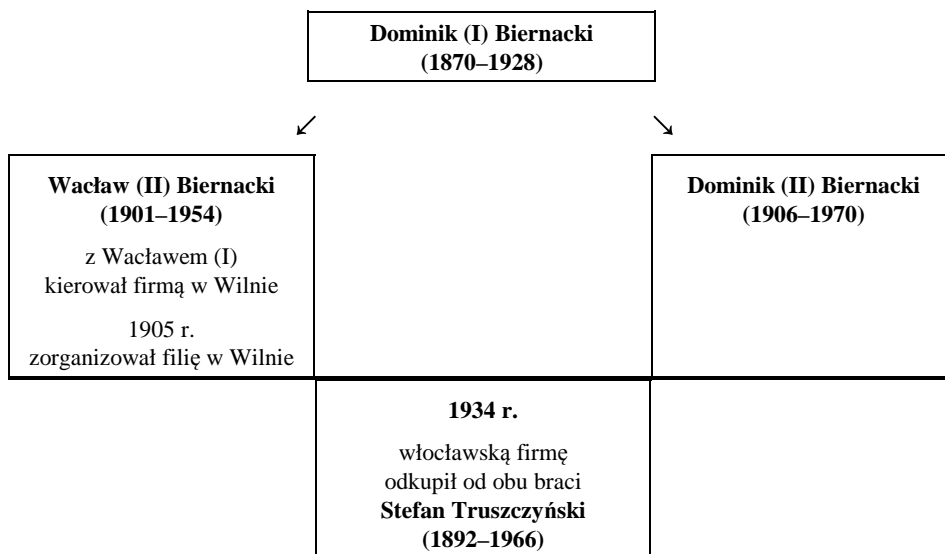 Dominik (I) Biernacki
(1870–1928)
↙
↘
Wacław (II) Biernacki
(1901–1954)
z Wacławem (I)
kierował firmą w Wilnie
1905 r.
zorganizował filię w Wilnie
Dominik (II) Biernacki
(1906–1970)
1934 r.
włocławską firmę
odkupił od obu braci
Stefan Truszczyński
(1892–1966)